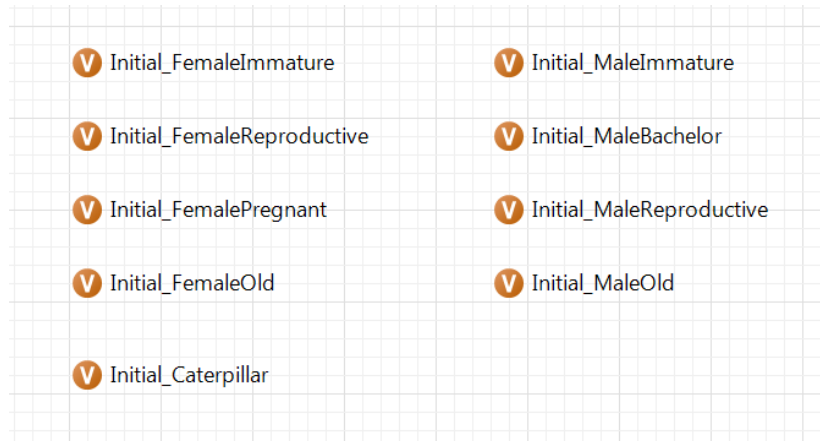 V Initial_FemaleImmature
V Initial_MaleImmature
V Initial_FemaleReproductive
V Initial_MaleBachelor
V Initial_FemalePregnant
V Initial_MaleReproductive
V Initial_FemaleOld
V Initial_MaleOld
V Initial_Caterpillar